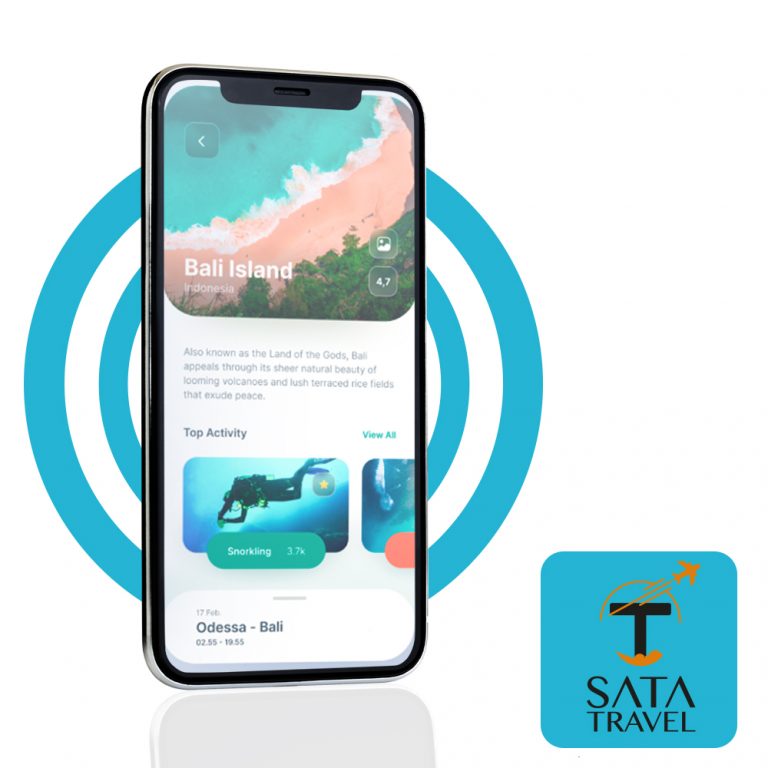 Bali Island
Indonesia
4,7
Also known as the Land of the Gods, Bali
appeals through its sheer natural beauty of
looming volcanoes and lush terraced rice fields
that exude peace.
Top Activity
View All
Snorkling 3.7k
17 Feb.
Odessa - Bali
02.55 - 19.55
T
SATA
TRAVEL